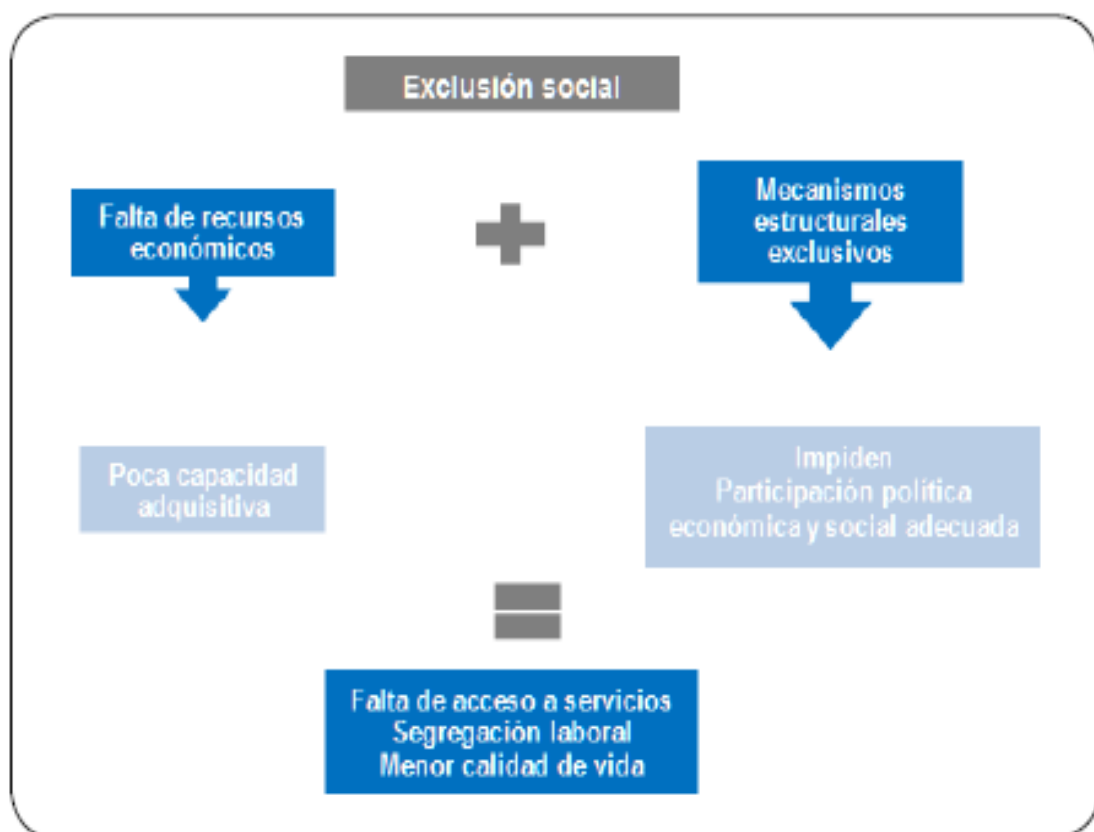 Exclusión social
Falta de recursos
económicos
Mecanismos
estructurales
exclusivos
Poca capacidad
adquisitiva
Impiden
Participación política
económica y social adecuada
Falta de acceso a servicios
Segregación laboral
Menor calidad de vida